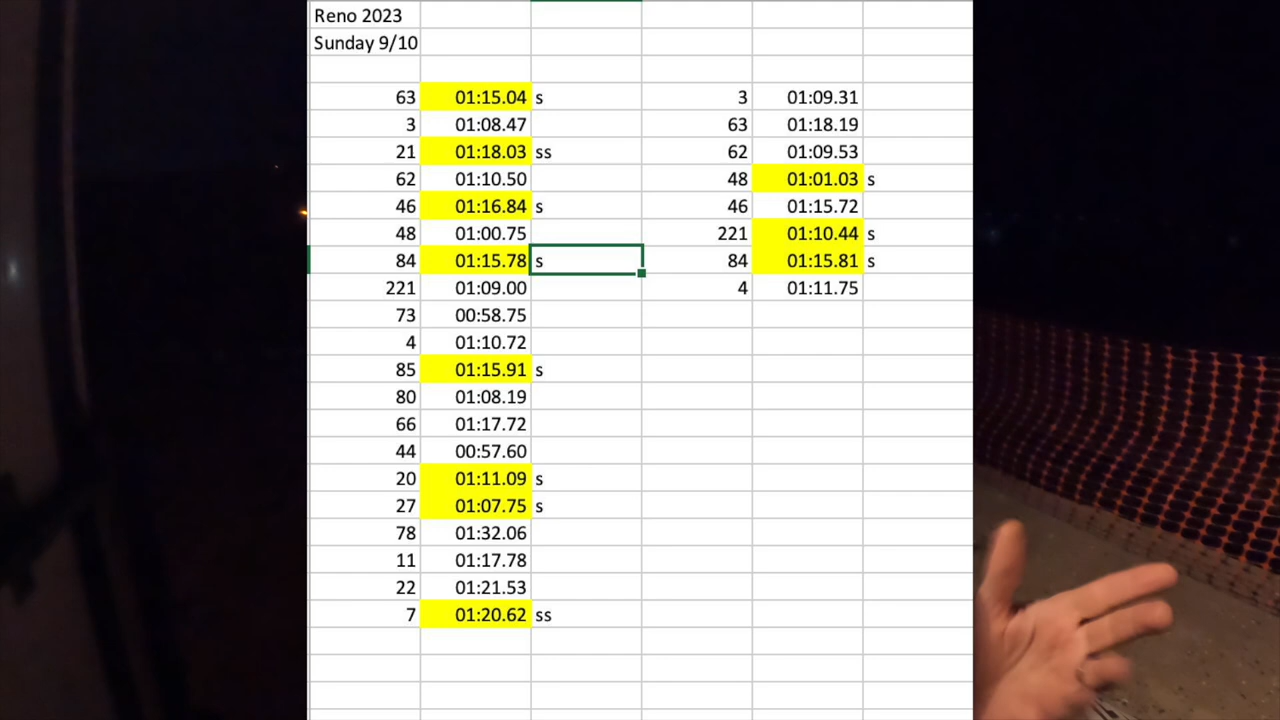 Reno 2023
Sunday 9/10
63 01:15.04 s 3 01:09.31
3 01:08.47 63 01:18.19
21 01:18.03 ss 62 01:09.53
62 01:10.50 48 01:01.03 s
46 01:16.84 s 46 01:15.72
48 01:00.75 221 01:10.44 s
84 01:15.78 s 84 01:15.81 s
221 01:09.00 4 01:11.75
73 00:58.75
4 01:10.72
85 01:15.91 s
80 01:08.19
66 01:17.72
44 00:57.60
20 01:11.09 s
27 01:07.75 s
78 01:32.06
11 01:17.78
22 01:21.53
7 01:20.62 ss